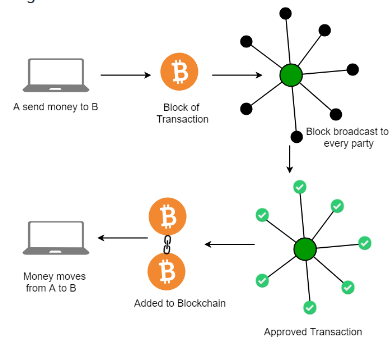 A send money to B
Block of
Transaction
Block broadcast to
every party
Money moves
from A to B
Added to Blockchain
Approved Transaction